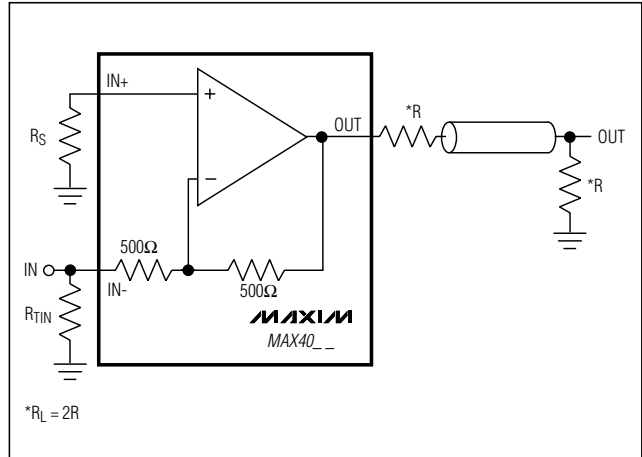 IN+
+
OUT
*R
OUT
RS
*R
−
500Ω
IN
IN-
500Ω
RTIN
MAXIM
MAX40_ _
*RL = 2R